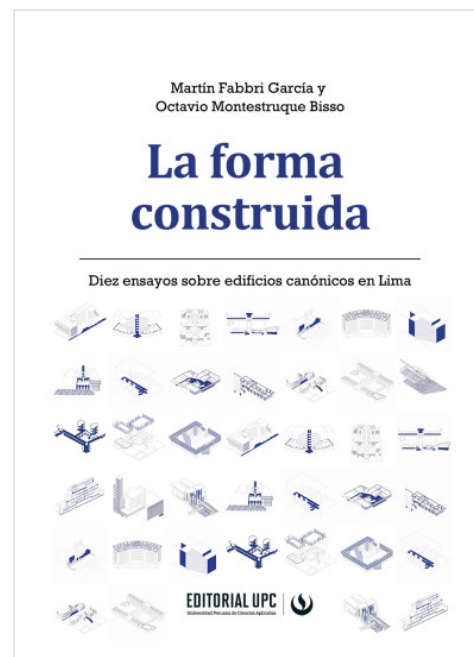 Martín Fabbri García y
Octavio Montestruque Bisso
La forma
construida
Diez ensayos sobre edificios canónicos en Lima
EDITORIAL UPC
Universidad Peruana de Ciencias Aplicadas